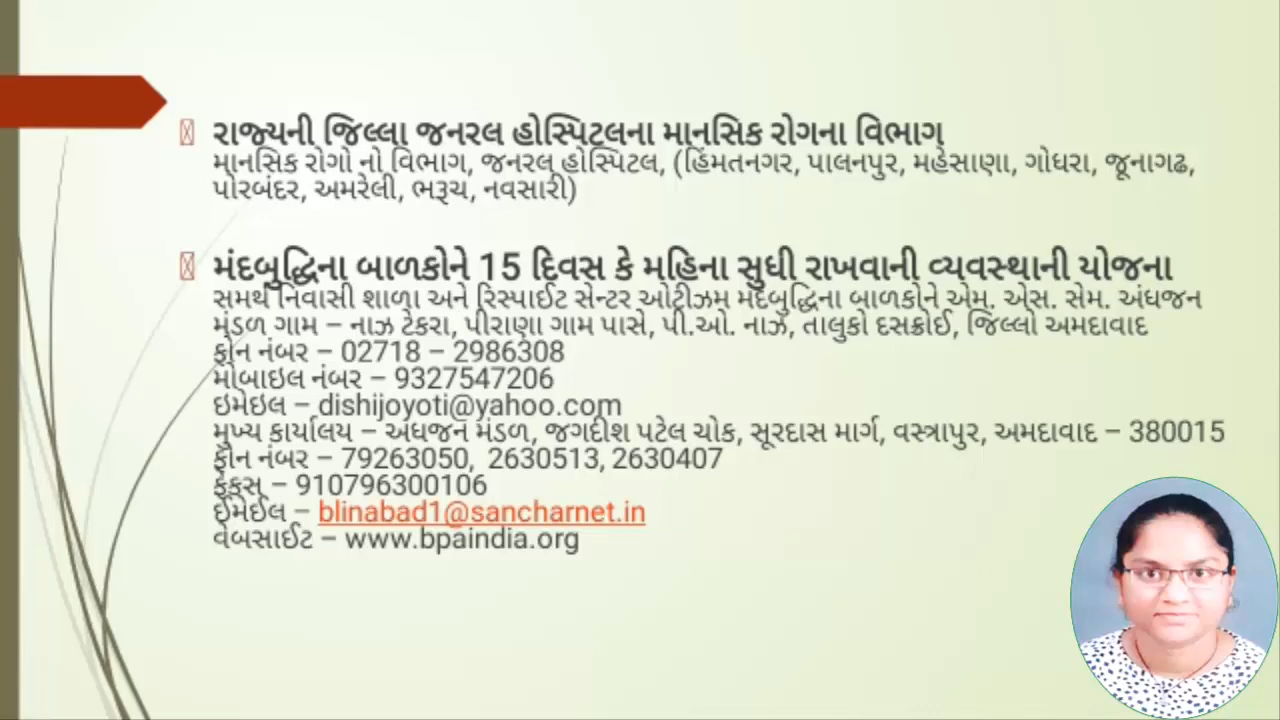 રાજ્યની જિલ્લા જનરલ હોસ્પિટલના માનસિક રોગના વિભાગ
માનસિક રોગો નો વિભાગ, જનરલ હોસ્પિટલ, (હિંમતનગર, પાલનપુર, મહેસાણા, ગોધરા, જૂનાગઢ,
પોરબંદર, અમરેલી, ભરૂચ, નવસારી)
મંદબુદ્ધિના બાળકોને 15 દિવસ કે મહિના સુધી રાખવાની વ્યવસ્થાની યોજના
સમર્થ નિવાસી શાળા અને રિસ્પાઈટ સેન્ટર ઓટીઝમ મંદબુદ્ધિના બાળકોને એમ. એસ. સેમ. અંધજન
મંડળ ગામ – નાઝ ટેકરા, પીરાણા ગામ પાસે, પી.ઓ. નાઝ, તાલુકો દસક્રોઈ, જિલ્લો અમદાવાદ
ફોન નંબર – 02718 – 2986308
મોબાઇલ નંબર – 9327547206
ઇમેઇલ – dishijoyoti@yahoo.com
મુખ્ય કાર્યાલય – અંધજન મંડળ, જગદીશ પટેલ ચોક, સૂરદાસ માર્ગ, વસ્ત્રાપુર, અમદાવાદ – 380015
ફોન નંબર – 79263050, 2630513, 2630407
ફેક્સ – 910796300106
ઈમેઈલ – blinabad1@sancharnet.in
વેબસાઈટ – www.bpaindia.org